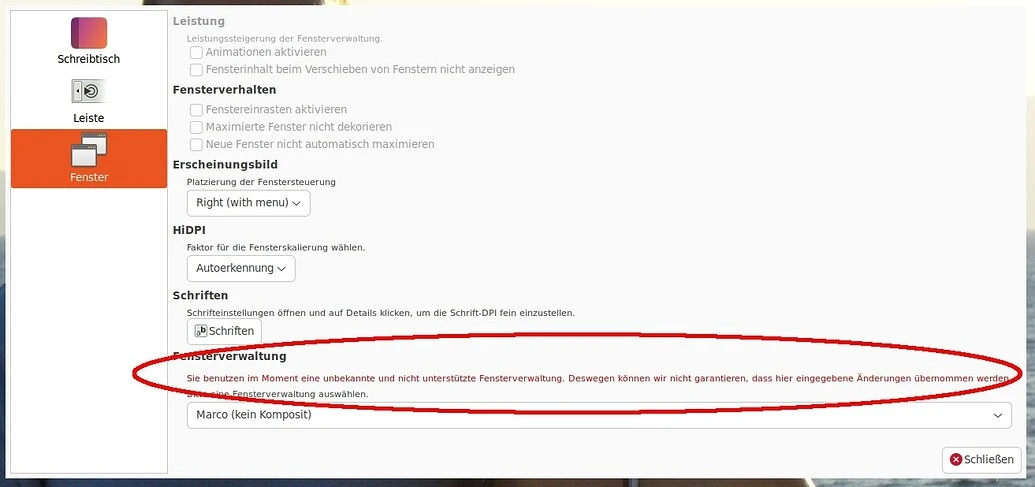 Schreibtisch
Leiste
Fenster
Leistung
Leistungssteigerung der Fensterverwaltung.
Animationen aktivieren
Fensterinhalt beim Verschieben von Fenstern nicht anzeigen
Fensterverhalten
Fenstereinrasten aktivieren
Maximierte Fenster nicht dekorieren
Neue Fenster nicht automatisch maximieren
Erscheinungsbild
Platzierung der Fenstersteuerung
Right (with menu)
HiDPI
Faktor für die Fensterskalierung wählen.
Autoerkennung
Schriften
Schrifteinstellungen öffnen und auf Details klicken, um die Schrift-DPI fein einzustellen.
Schriften
Fensterverwaltung
Sie benutzen im Moment eine unbekannte und nicht unterstützte Fensterverwaltung. Deswegen können wir nicht garantieren, dass hier eingegebene Änderungen übernommen werden.
Bitte eine Fensterverwaltung auswählen.
Marco (kein Komposit)
Schließen